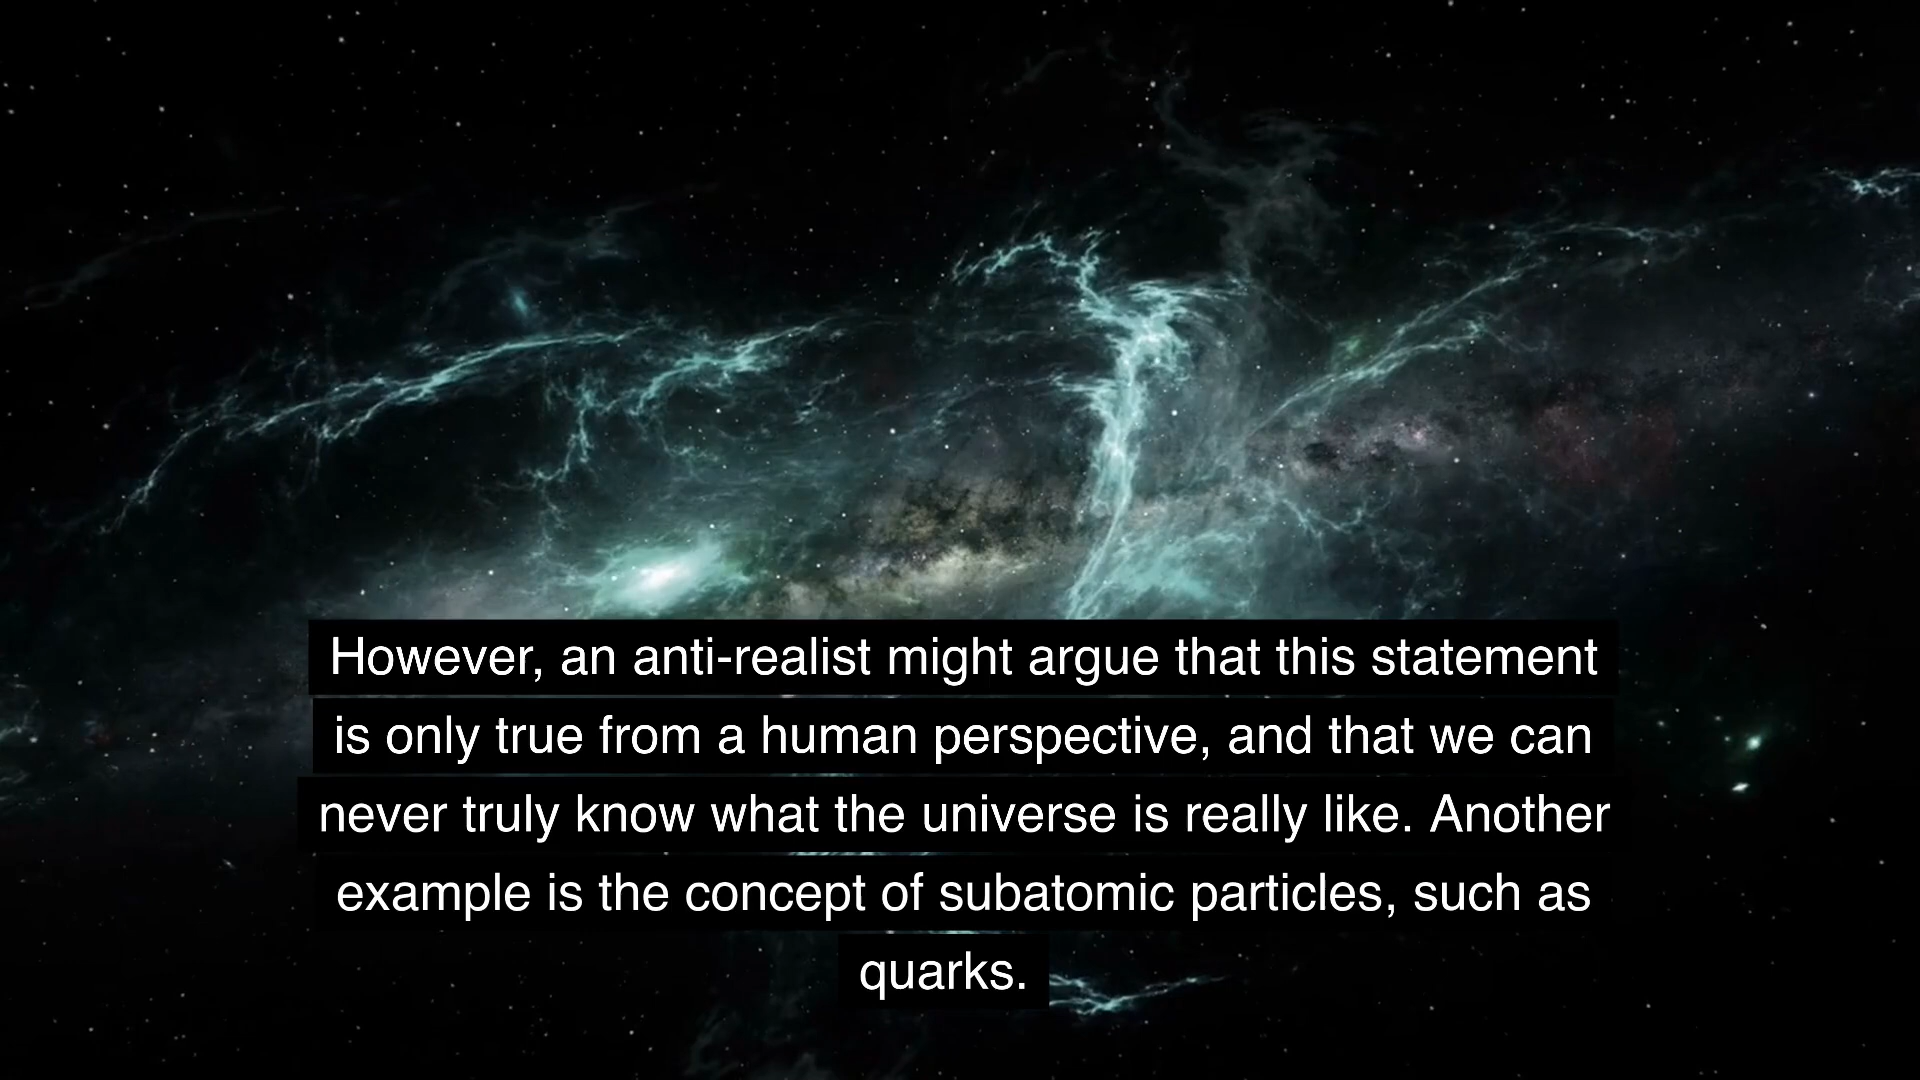 However, an anti-realist might argue that this statement
is only true from a human perspective, and that we can
never truly know what the universe is really like. Another
example is the concept of subatomic particles, such as
quarks.